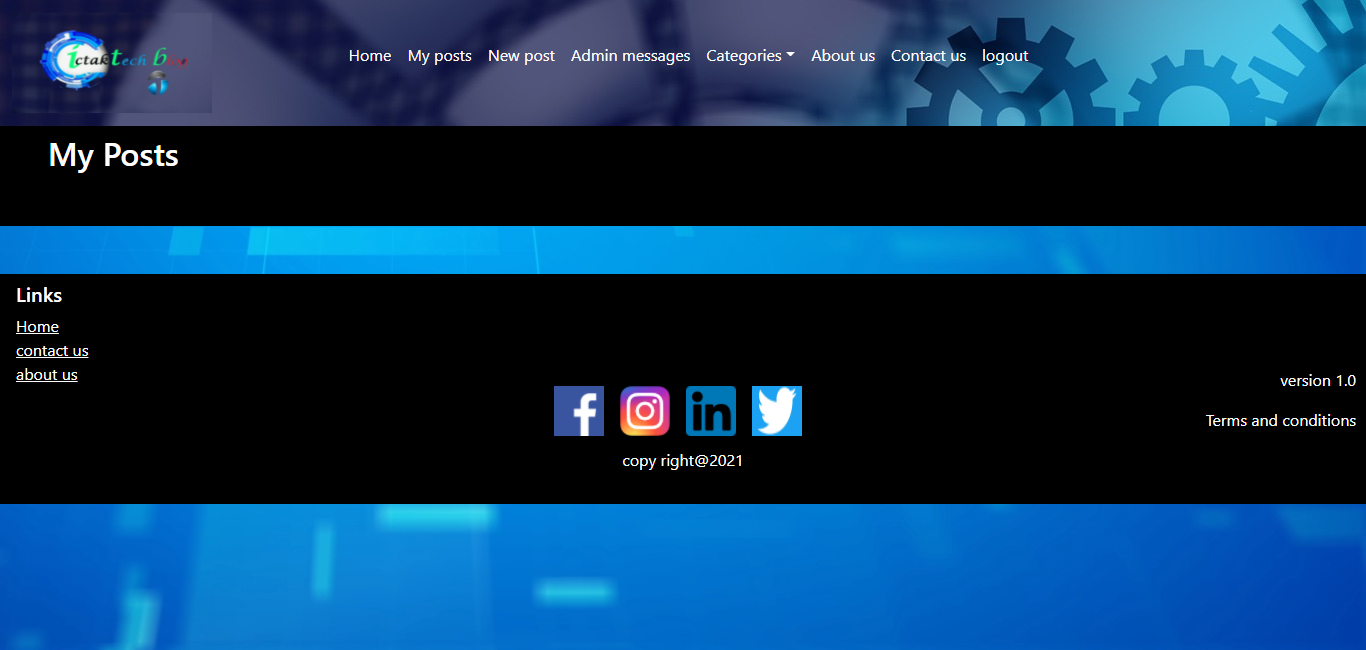 ictakTech Blog
Home My posts New post Admin messages Categories About us Contact us logout
My Posts
Links
Home
contact us
about us
version 1.0
Terms and conditions
copy right@2021